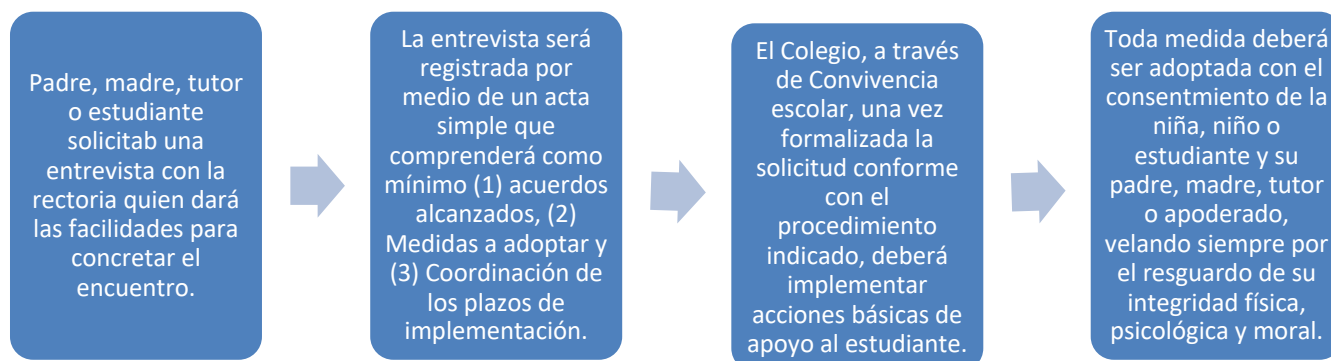 Padre, madre, tutor
o estudiante
solicitab una
entrevista con la
rectoria quien dará
las facilidades para
concretar el
encuentro.
La entrevista será
registrada por
medio de un acta
simple que
comprenderá como
mínimo (1) acuerdos
alcanzados, (2)
Medidas a adoptar y
(3) Coordinación de
los plazos de
implementación.
El Colegio, a través
de Convivencia
escolar, una vez
formalizada la
solicitud conforme
con el
procedimiento
indicado, deberá
implementar
acciones básicas de
apoyo al estudiante.
Toda medida deberá
ser adoptada con el
consentmiento de la
niña, niño o
estudiante y su
padre, madre, tutor
o apoderado,
velando siempre por
el resguardo de su
integridad física,
psicológica y moral.